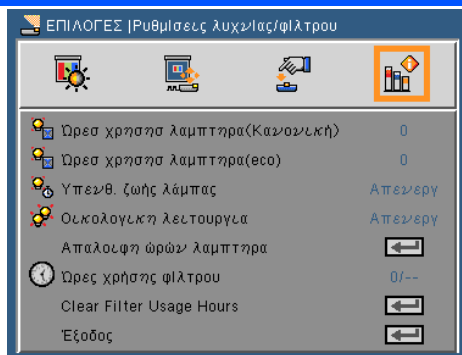 ΕΠΙΛΟΓΕΣ |Ρυθμίσεις λυχνίας/φίλτρου
Ώρεσ χρησησ λαμπτηρα(Κανονική) 0
Ώρεσ χρησησ λαμπτηρα(eco) 0
Υπενθ. ζωής λάμπας Απενεργ
Οικολογικη λειτουργια Απενεργ
Απαλοιφη ώρών λαμπτηρα
Ώρες χρήσης φίλτρου 0/--
Clear Filter Usage Hours
Έξοδος